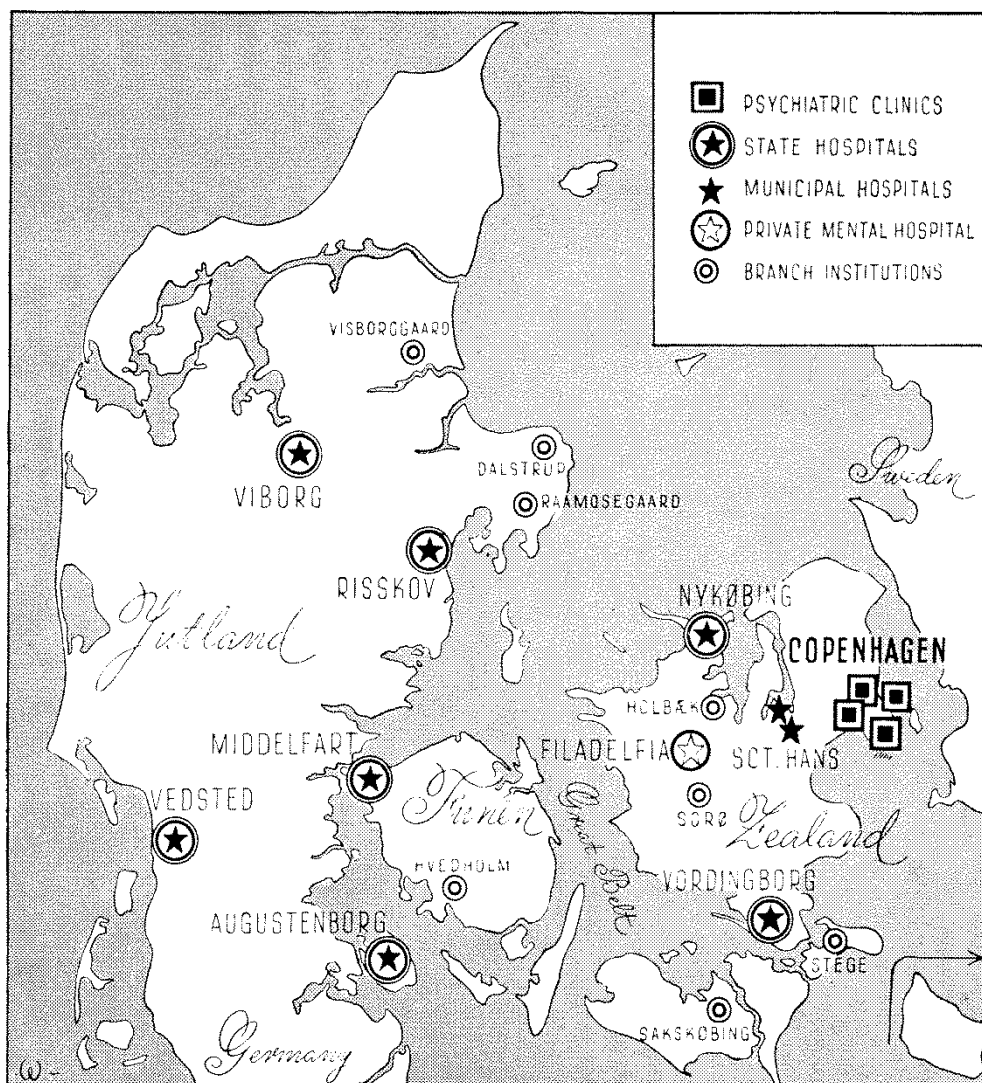 PSYCHIATRIC CLINICS
STATE HOSPITALS
MUNICIPAL HOSPITALS
PRIVATE MENTAL HOSPITAL
BRANCH INSTITUTIONS
VISBORGGAARD
DALSTRUP
VIBORG
RAAMOSEGAARD
Sweden
RISSKOV
NYKØBING
Jutland
COPENHAGEN
HOLBÆK
MIDDELFART
FILADELFIA
SCT. HANS
VEDSTED
Funen
Great Belt
SORØ
Zealand
HVEDHOLM
VORDINGBORG
AUGUSTENBORG
STEGE
SAKSKØBING
Germany
W-